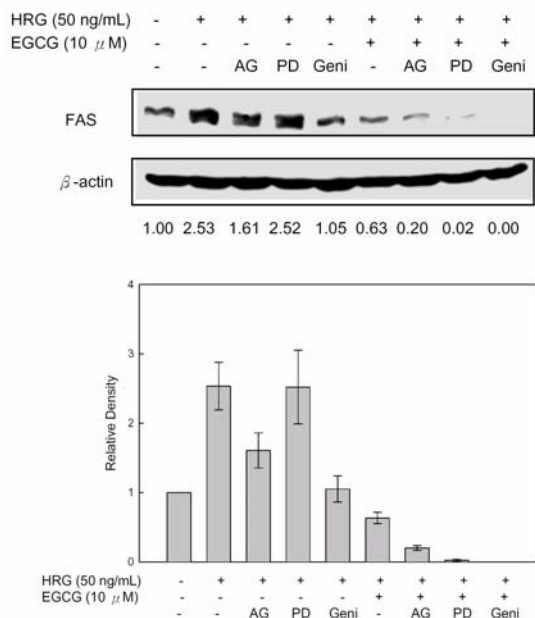 HRG (50 ng/mL) - + + + + + + + +
EGCG (10 μM) - - - - - + + + +
- - AG PD Geni - AG PD Geni
FAS
β-actin
1.00 2.53 1.61 2.52 1.05 0.63 0.20 0.02 0.00
4
3
2
1
0
Relative Density
HRG (50 ng/mL) - + + + + + + + +
EGCG (10 μM) - - - - - + + + +
- - AG PD Geni - AG PD Geni